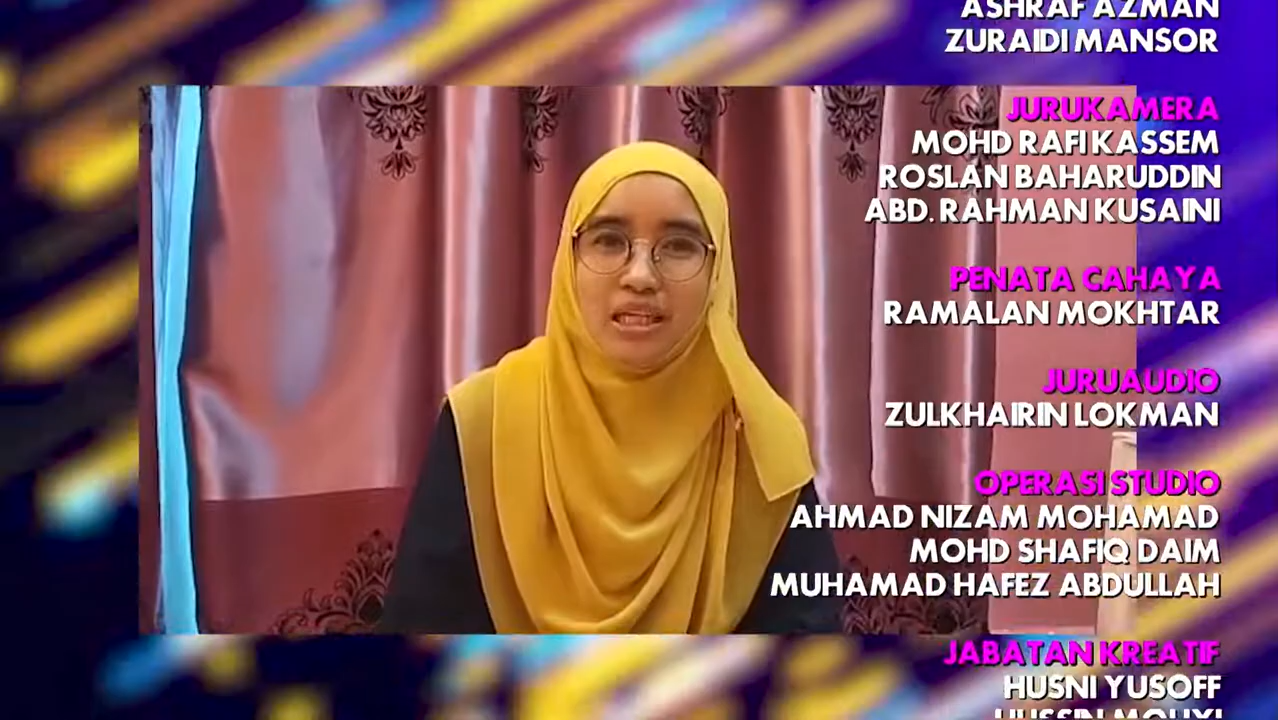 ASHRAF AZMAN
ZURAIDI MANSOR
JURUKAMERA
MOHD RAFI KASSEM
ROSLAN BAHARUDDIN
ABD. RAHMAN KUSAINI
PENATA CAHAYA
RAMALAN MOKHTAR
JURUAUDIO
ZULKHAIRIN LOKMAN
OPERASI STUDIO
AHMAD NIZAM MOHAMAD
MOHD SHAFIQ DAIM
MUHAMAD HAFEZ ABDULLAH
JABATAN KREATIF
HUSNI YUSOFF